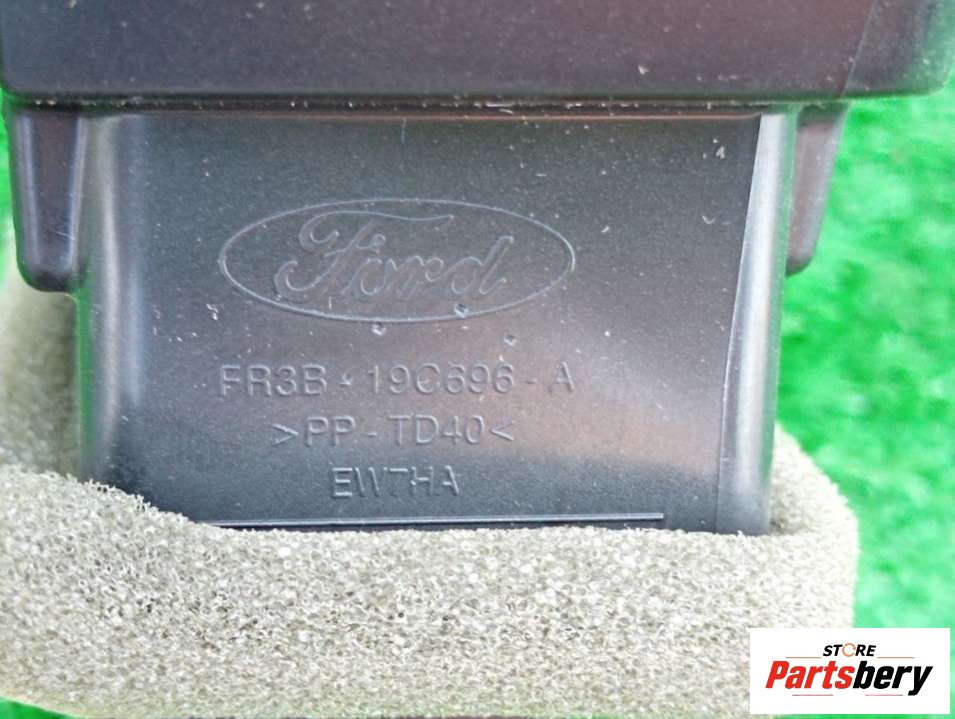 Ford
FR3B - 19C696 - A
>PP - TD40<
EW7HA
STORE
Partsbery